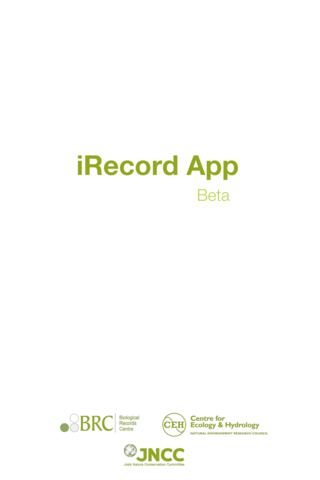 iRecord App
Beta
BRC
Biological
Records
Centre
CEH
Centre for
Ecology & Hydrology
NATURAL ENVIRONMENT RESEARCH COUNCIL
JNCC
Joint Nature Conservation Committee